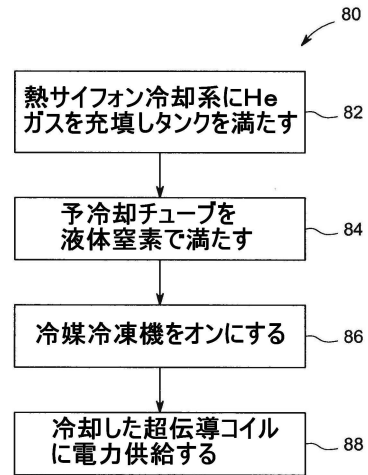 80
熱サイフォン冷却系にHe
ガスを充填しタンクを満たす
82
予冷却チューブを
液体窒素で満たす
84
冷媒冷凍機をオンにする
86
冷却した超伝導コイル
に電力供給する
88